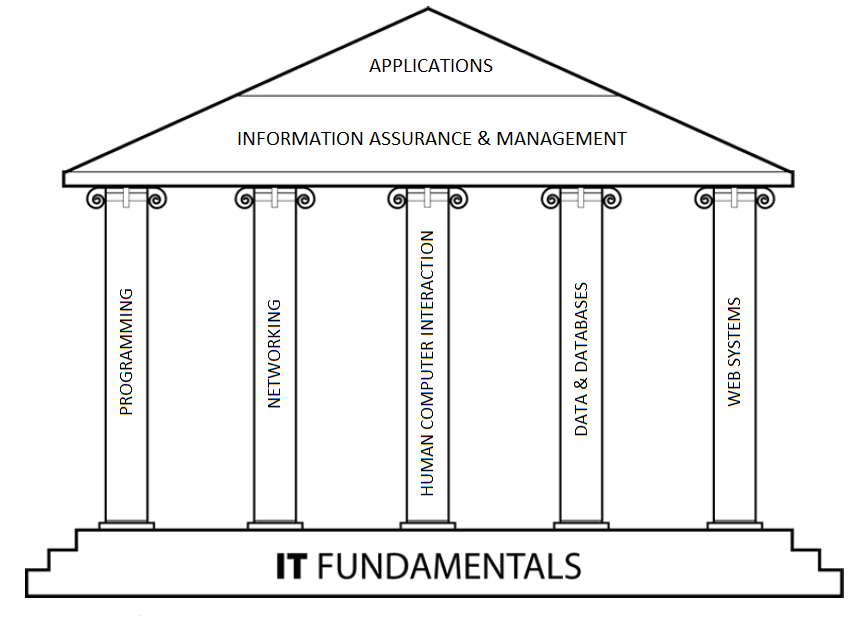 APPLICATIONS
INFORMATION ASSURANCE & MANAGEMENT
PROGRAMMING
NETWORKING
HUMAN COMPUTER INTERACTION
DATA & DATABASES
WEB SYSTEMS
IT FUNDAMENTALS